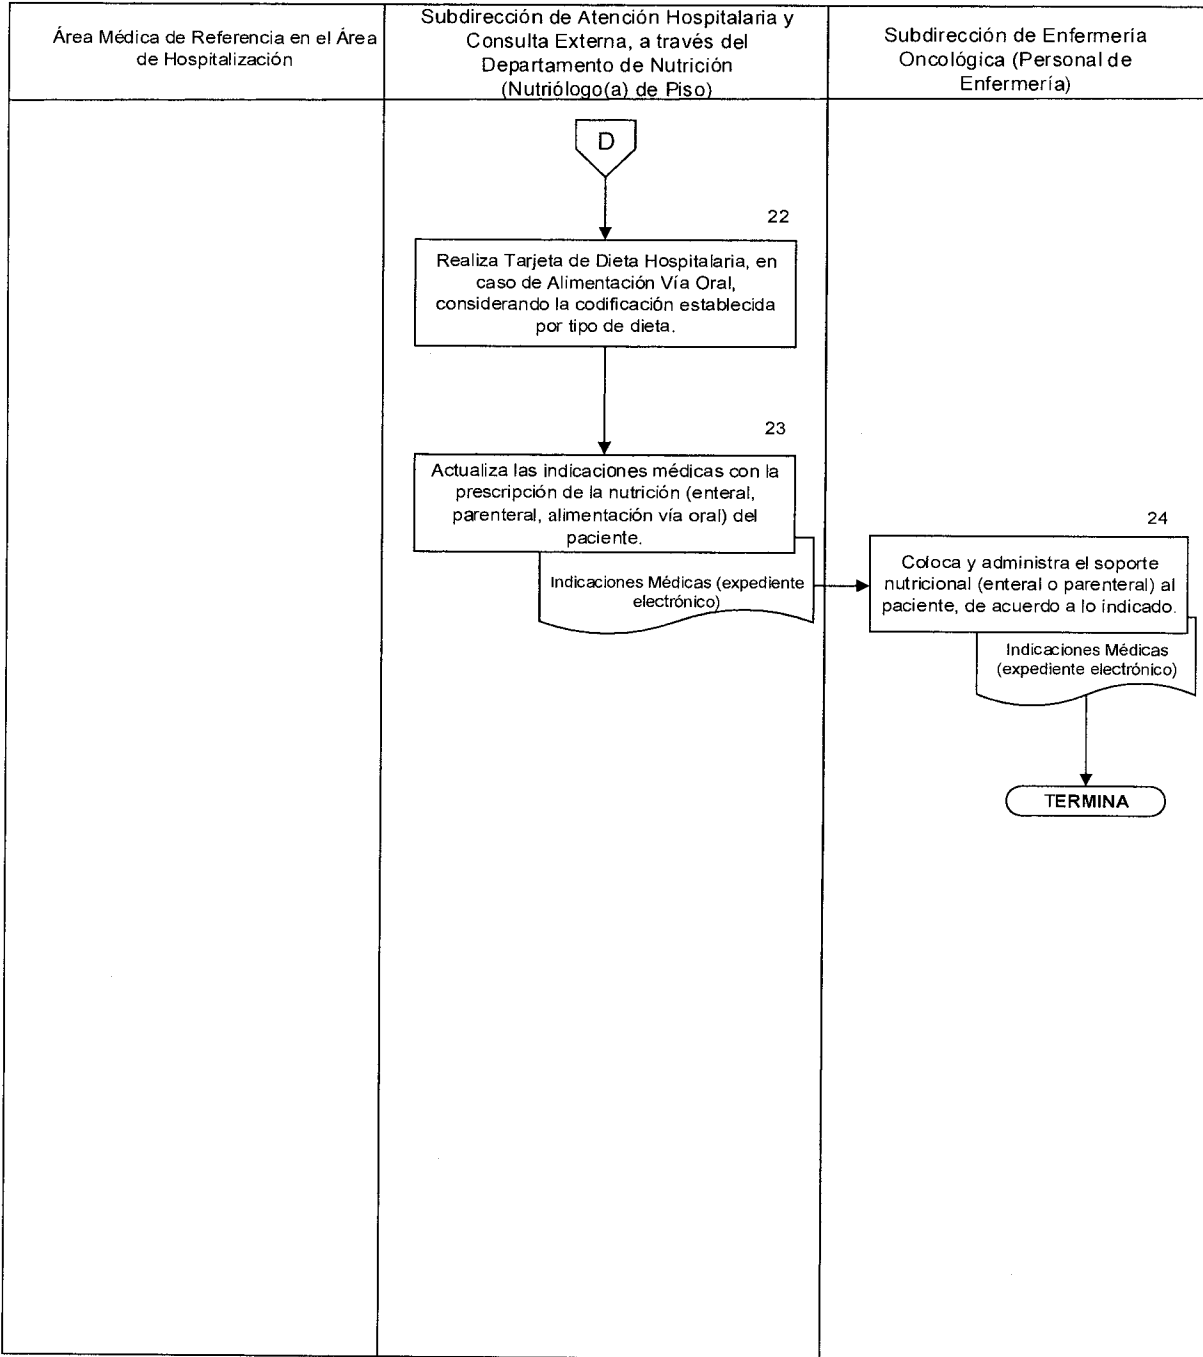 Área Médica de Referencia en el Área
de Hospitalización
Subdirección de Atención Hospitalaria y
Consulta Externa, a través del
Departamento de Nutrición
(Nutriólogo(a) de Piso)
Subdirección de Enfermería
Oncológica (Personal de
Enfermería)
D
22
Realiza Tarjeta de Dieta Hospitalaria, en
caso de Alimentación Vía Oral,
considerando la codificación establecida
por tipo de dieta.
23
Actualiza las indicaciones médicas con la
prescripción de la nutrición (enteral,
parenteral, alimentación vía oral) del
paciente.
Indicaciones Médicas (expediente
electrónico)
24
Coloca y administra el soporte
nutricional (enteral o parenteral) al
paciente, de acuerdo a lo indicado.
Indicaciones Médicas
(expediente electrónico)
TERMINA